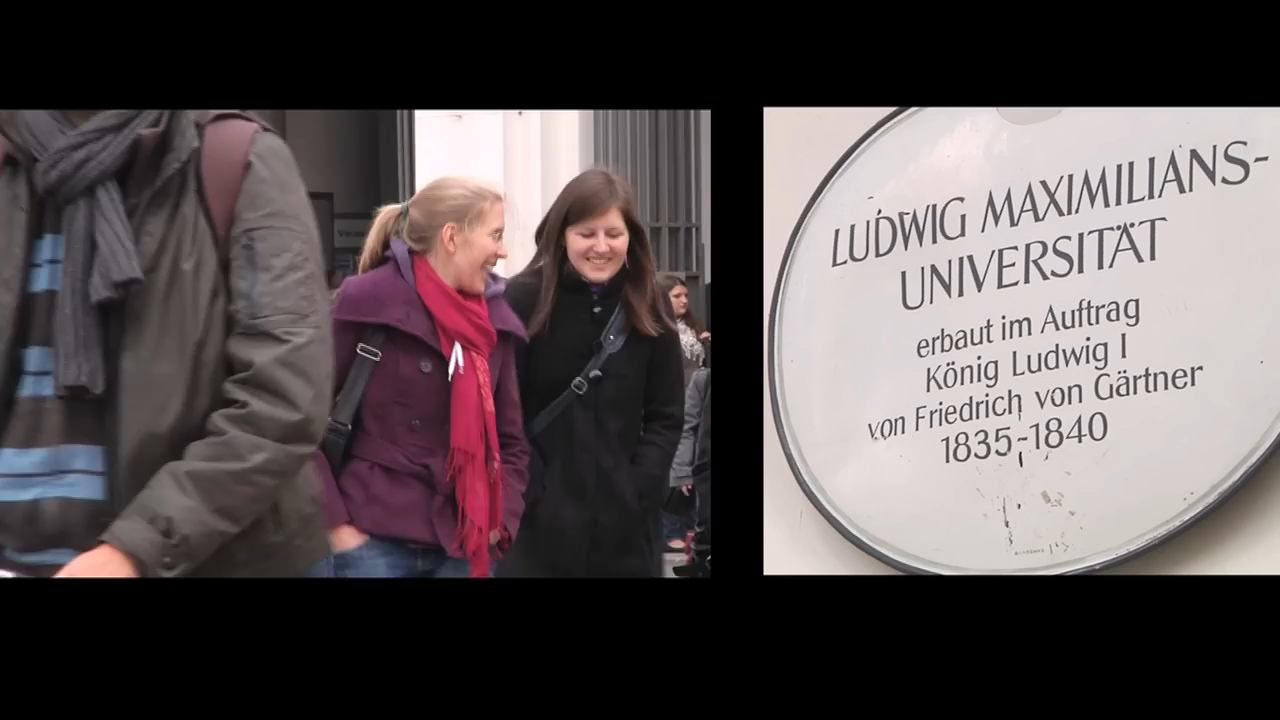 LUDWIG MAXIMILIANS-
UNIVERSITÄT
erbaut im Auftrag
König Ludwig I
von Friedrich von Gärtner
1835-1840